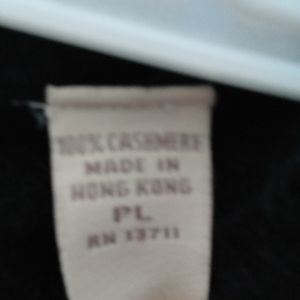 100% CASHMERE
MADE IN
HONG KONG
PL
RN 13711